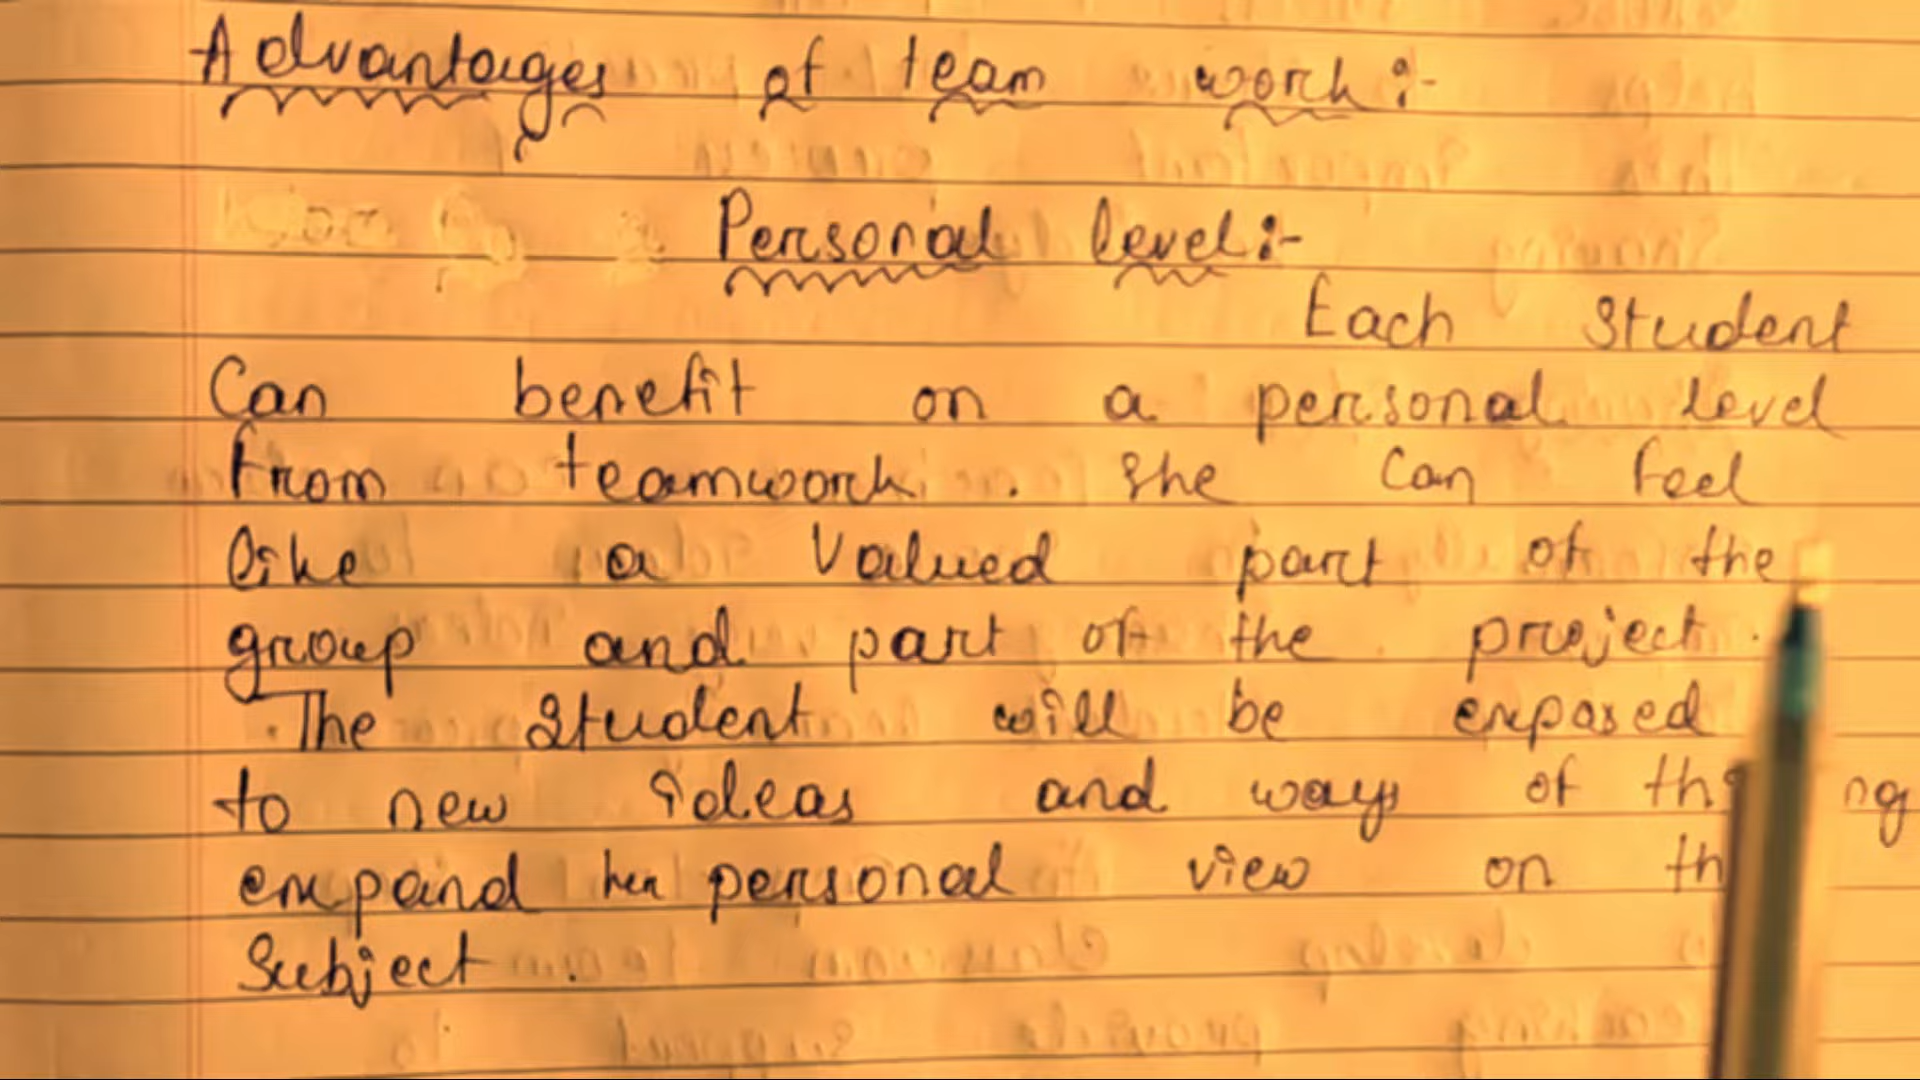 Advantages of team work:-
Personal level:-
Each student
Can benefit on a personal level
from teamwork. She can feel
like a valued part of the
group and part of the project.
The student will be exposed
to new ideas and ways of
expand her personal view on
Subject.